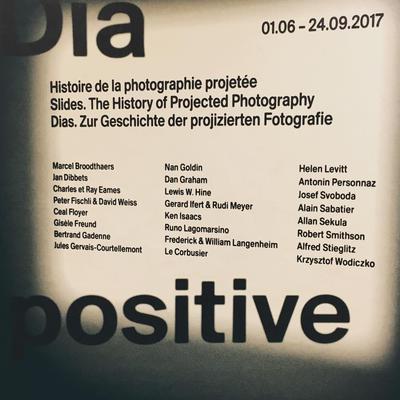 Dia
01.06 – 24.09.2017
Histoire de la photographie projetée
Slides. The History of Projected Photography
Dias. Zur Geschichte der projizierten Fotografie
Marcel Broodthaers
Jan Dibbets
Charles et Ray Eames
Peter Fischli & David Weiss
Ceal Floyer
Gisèle Freund
Bertrand Gadenne
Jules Gervais-Courtellemont
Nan Goldin
Dan Graham
Lewis W. Hine
Gerard Ifert & Rudi Meyer
Ken Isaacs
Runo Lagomarsino
Frederick & William Langenheim
Le Corbusier
Helen Levitt
Antonin Personnaz
Josef Svoboda
Alain Sabatier
Allan Sekula
Robert Smithson
Alfred Stieglitz
Krzysztof Wodiczko
positive